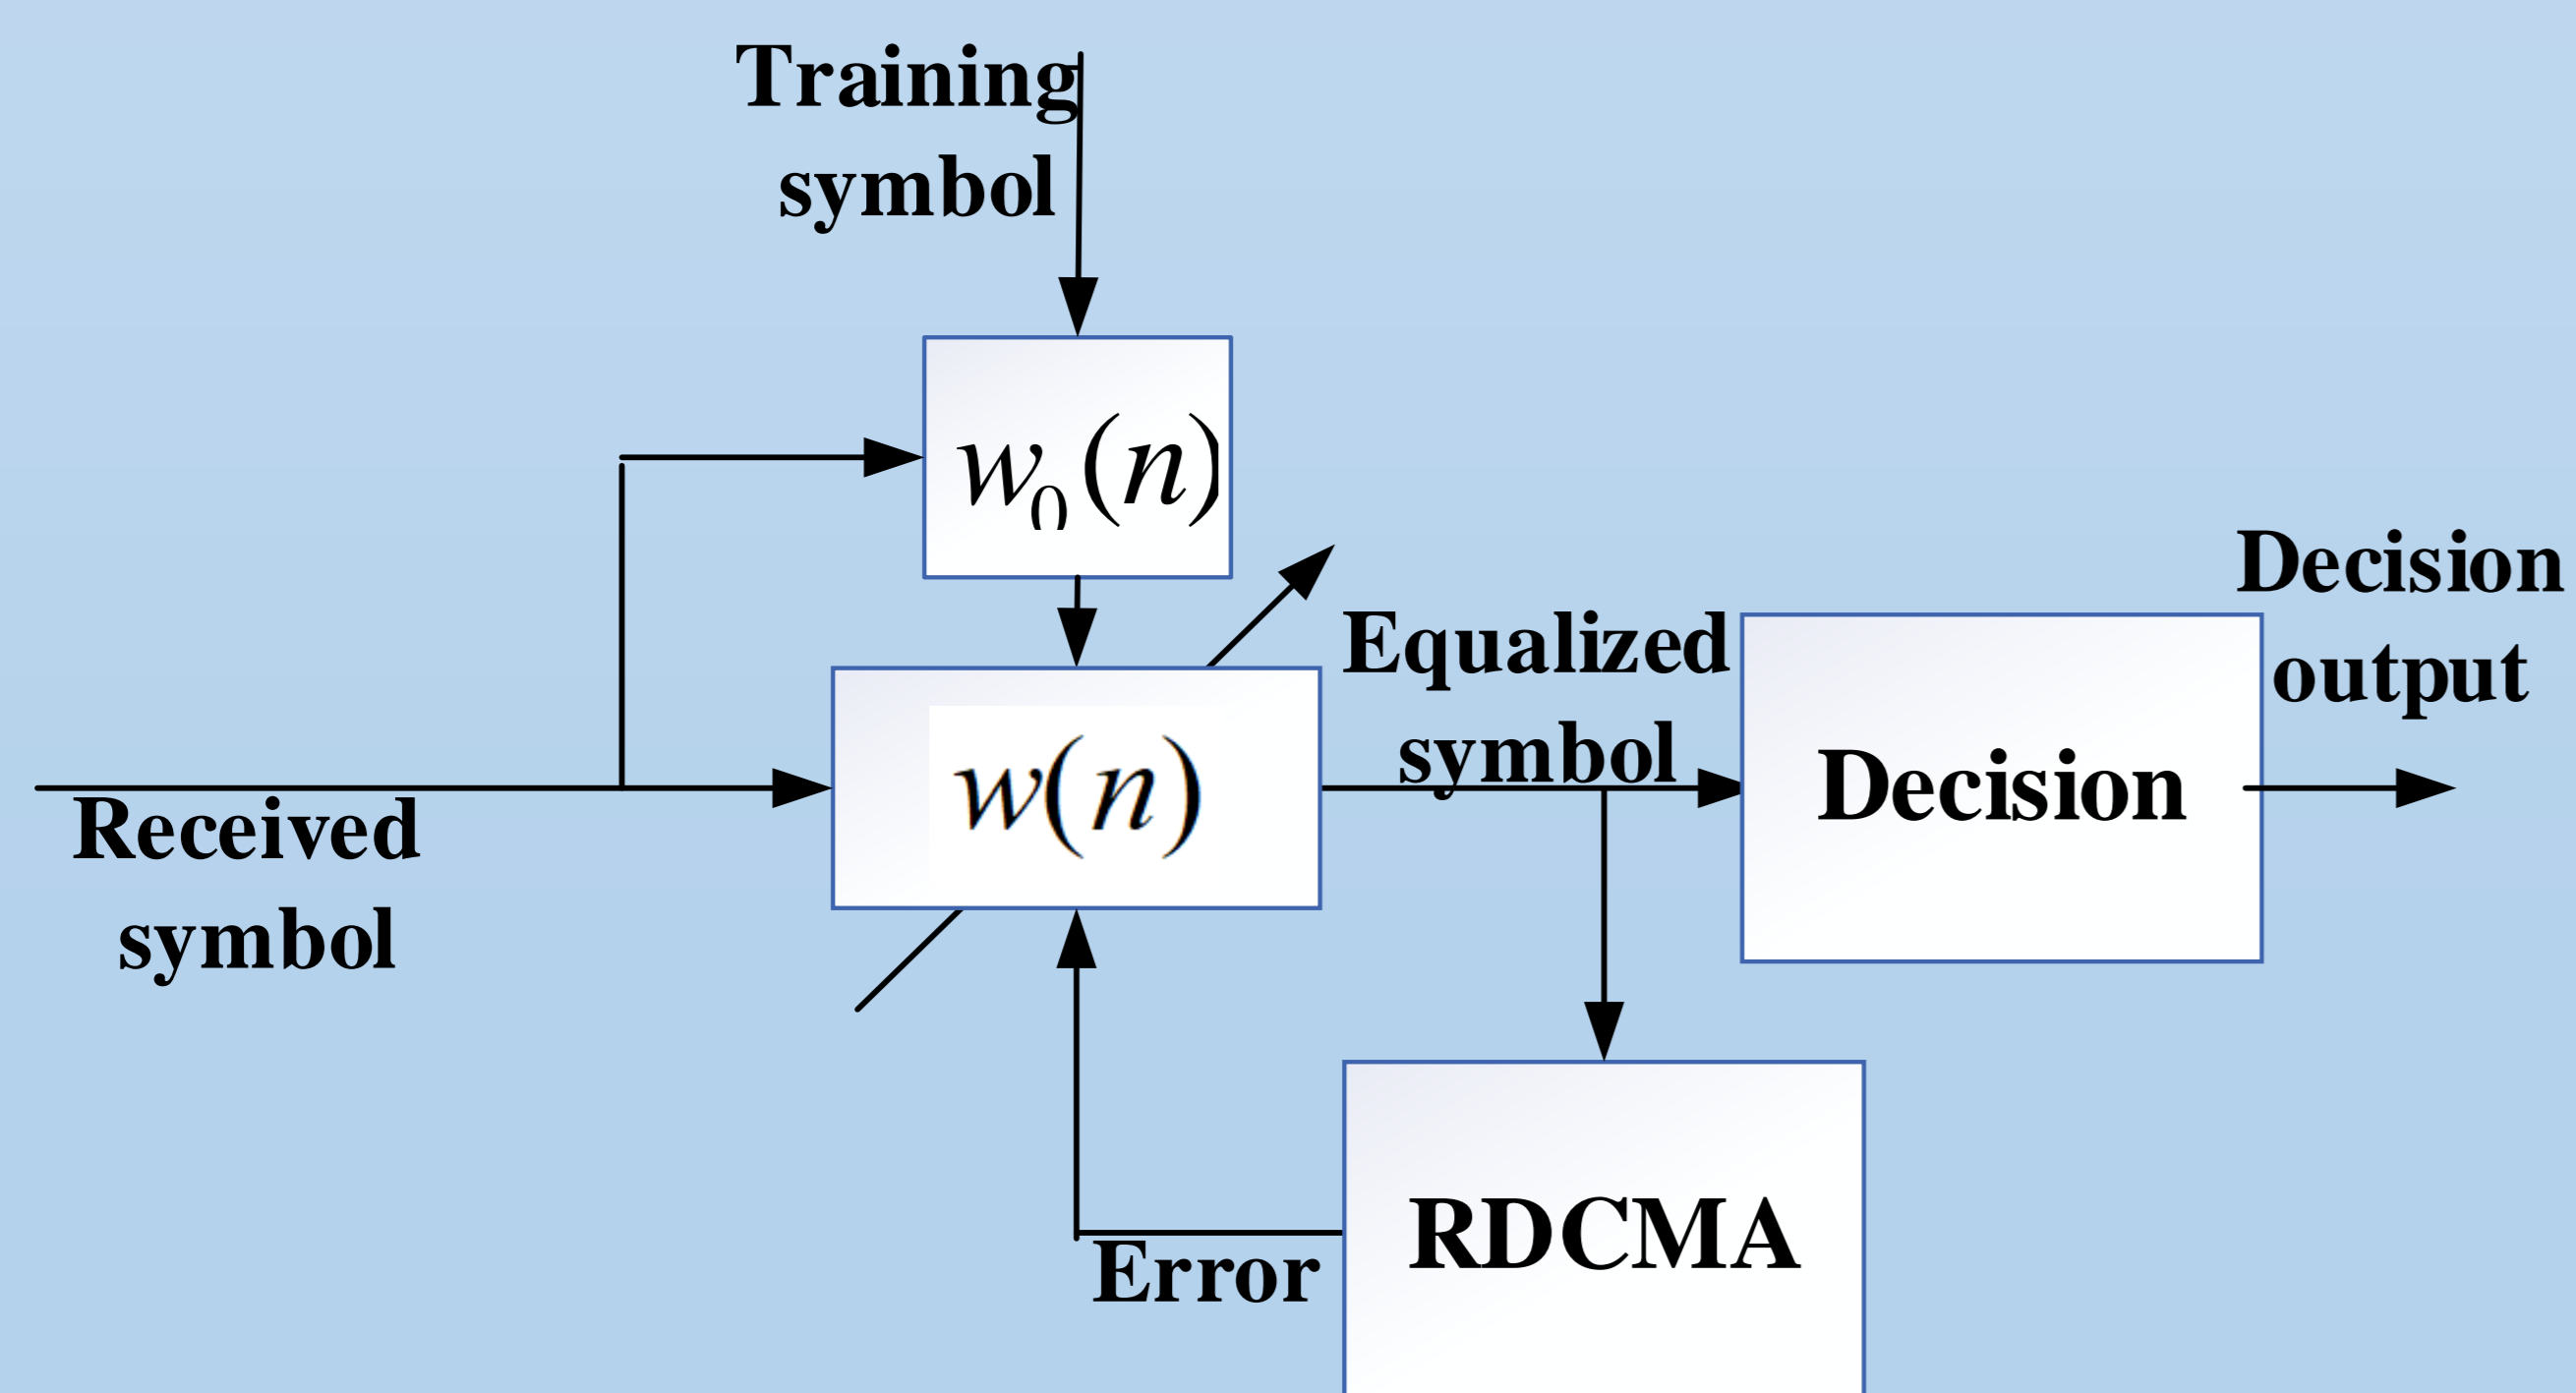 Training
symbol
w₀(n)
Equalized
symbol
Decision
output
w(n)
Decision
Received
symbol
RDCMA
Error